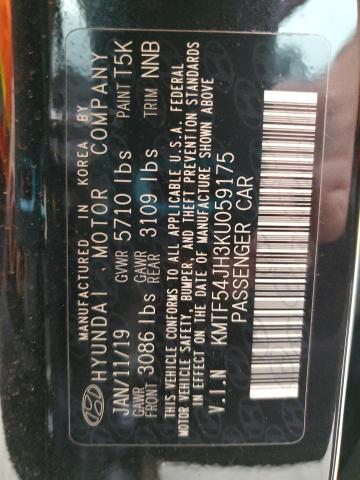 MANUFACTURED IN KOREA BY
HYUNDAI MOTOR COMPANY
JAN/11/19 GVWR 5710 lbs PAINT T5K
GAWR FRONT 3086 lbs GAWR REAR 3109 lbs TRIM NNB
THIS VEHICLE CONFORMS TO ALL APPLICABLE U.S.A. FEDERAL
MOTOR VEHICLE SAFETY, BUMPER, AND THEFT PREVENTION STANDARDS
IN EFFECT ON THE DATE OF MANUFACTURE SHOWN ABOVE
V.I.N KMTF54JH3KU059175
PASSENGER CAR